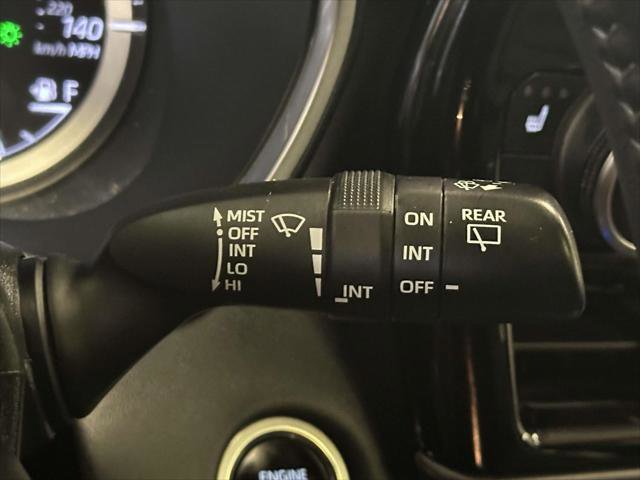 220
140
km/h MPH
F
MIST
OFF
INT
LO
HI
INT
ON
INT
OFF
REAR
ENGINE